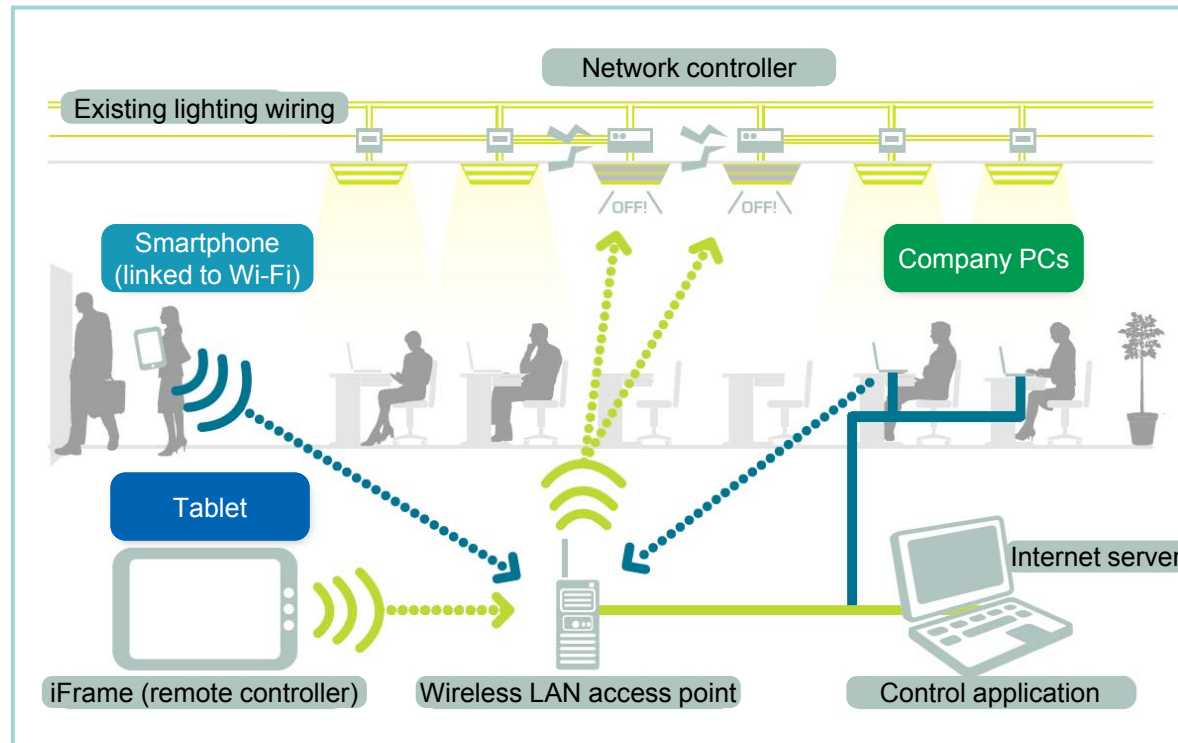 Network controller
Existing lighting wiring
OFF!
OFF!
Smartphone
(linked to Wi-Fi)
Company PCs
Tablet
Internet server
iFrame (remote controller)
Wireless LAN access point
Control application